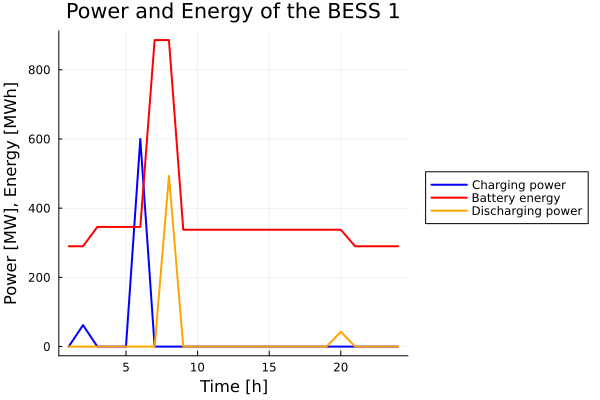 Power and Energy of the BESS 1
Power [MW], Energy [MWh]
800
600
400
200
0
5
10
15
20
Time [h]
Charging power
Battery energy
Discharging power